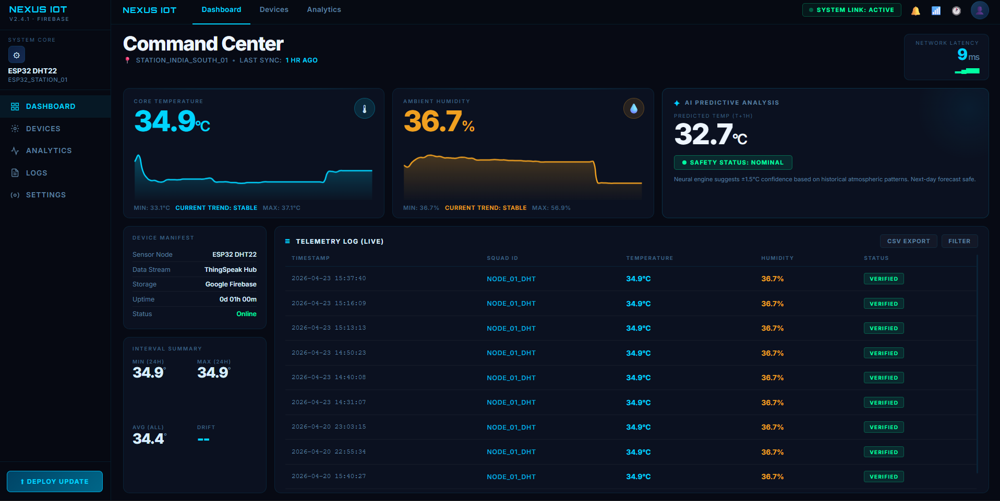 NEXUS IOT
V2.4.1 · FIREBASE
SYSTEM CORE
ESP32 DHT22
ESP32_STATION_01
DASHBOARD
DEVICES
ANALYTICS
LOGS
SETTINGS
⬆ DEPLOY UPDATE
NEXUS IOT Dashboard Devices Analytics SYSTEM LINK: ACTIVE
Command Center
STATION_INDIA_SOUTH_01 • LAST SYNC: 1 HR AGO
NETWORK LATENCY
9 ms
CORE TEMPERATURE
34.9°C
MIN: 33.1°C CURRENT TREND: STABLE MAX: 37.1°C
AMBIENT HUMIDITY
36.7%
MIN: 36.7% CURRENT TREND: STABLE MAX: 56.9%
AI PREDICTIVE ANALYSIS
PREDICTED TEMP (T+1H)
32.7°C
SAFETY STATUS: NOMINAL
Neural engine suggests ±1.5°C confidence based on historical atmospheric patterns. Next-day forecast safe.
DEVICE MANIFEST
Sensor Node ESP32 DHT22
Data Stream ThingSpeak Hub
Storage Google Firebase
Uptime 0d 01h 00m
Status Online
INTERVAL SUMMARY
MIN (24H) MAX (24H)
34.9° 34.9°
AVG (ALL) DRIFT
34.4° --
≡ TELEMETRY LOG (LIVE) CSV EXPORT FILTER
TIMESTAMP SQUAD ID TEMPERATURE HUMIDITY STATUS
2026-04-23 15:37:40 NODE_01_DHT 34.9°C 36.7% VERIFIED
2026-04-23 15:16:09 NODE_01_DHT 34.9°C 36.7% VERIFIED
2026-04-23 15:13:13 NODE_01_DHT 34.9°C 36.7% VERIFIED
2026-04-23 14:50:23 NODE_01_DHT 34.9°C 36.7% VERIFIED
2026-04-23 14:40:08 NODE_01_DHT 34.9°C 36.7% VERIFIED
2026-04-23 14:31:07 NODE_01_DHT 34.9°C 36.7% VERIFIED
2026-04-20 23:03:15 NODE_01_DHT 34.9°C 36.7% VERIFIED
2026-04-20 22:55:34 NODE_01_DHT 34.9°C 36.7% VERIFIED
2026-04-20 15:40:27 NODE_01_DHT 34.9°C 36.7% VERIFIED